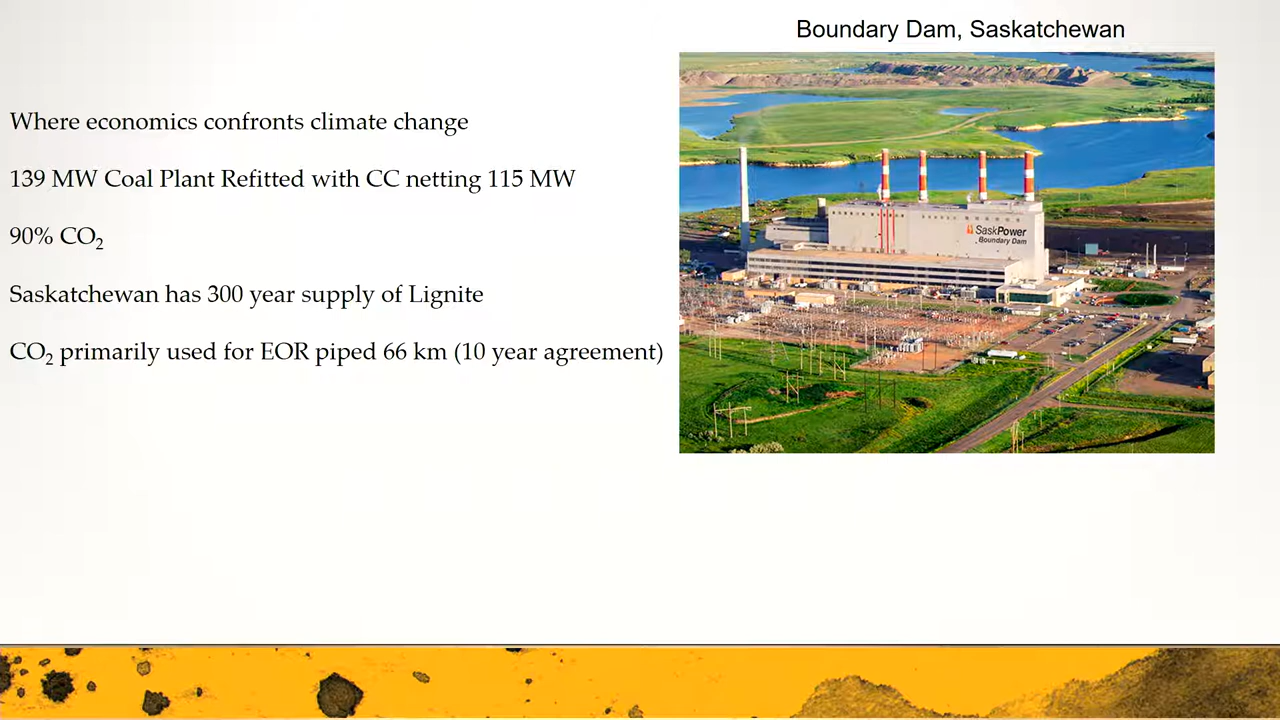 Boundary Dam, Saskatchewan
Where economics confronts climate change
139 MW Coal Plant Refitted with CC netting 115 MW
90% CO₂
Saskatchewan has 300 year supply of Lignite
CO₂ primarily used for EOR piped 66 km (10 year agreement)
SaskPower
Boundary Dam